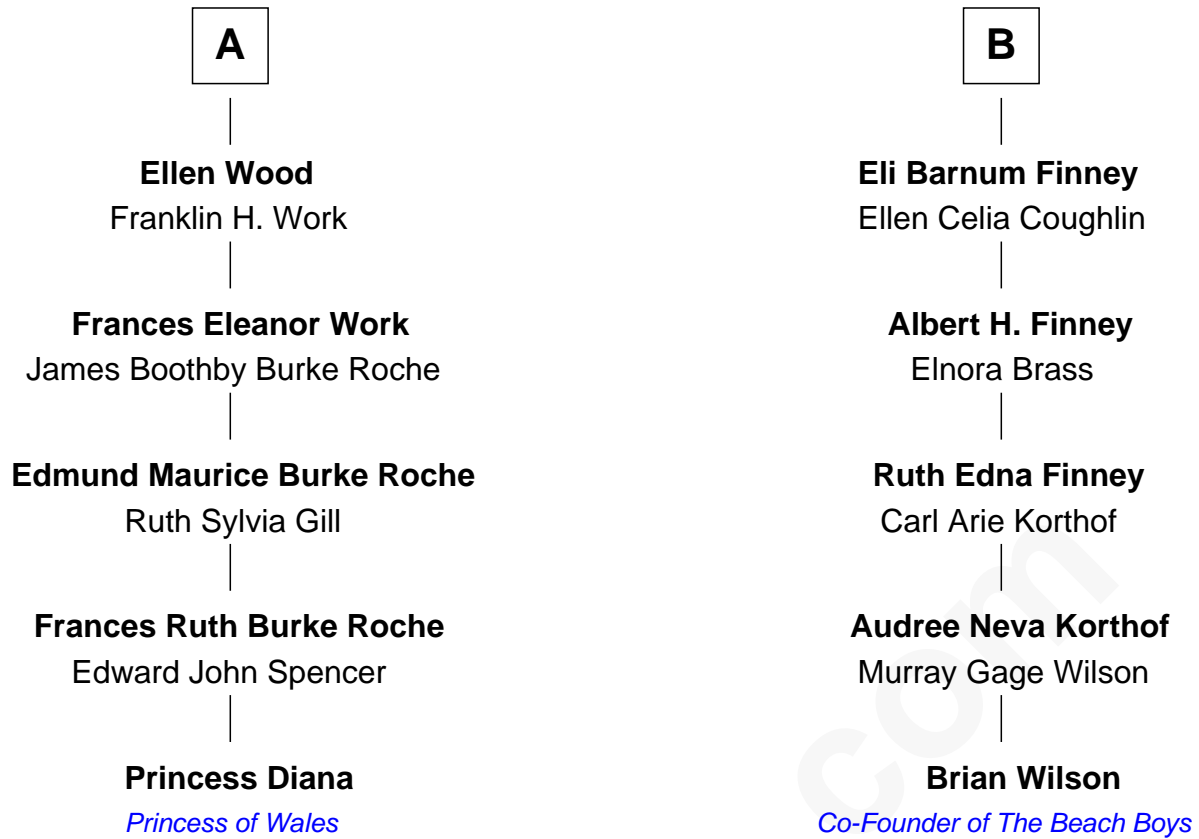 A
Ellen Wood
Franklin H. Work
Frances Eleanor Work
James Boothby Burke Roche
Edmund Maurice Burke Roche
Ruth Sylvia Gill
Frances Ruth Burke Roche
Edward John Spencer
Princess Diana
Princess of Wales
B
Eli Barnum Finney
Ellen Celia Coughlin
Albert H. Finney
Elnora Brass
Ruth Edna Finney
Carl Arie Korthof
Audree Neva Korthof
Murray Gage Wilson
Brian Wilson
Co-Founder of The Beach Boys
com